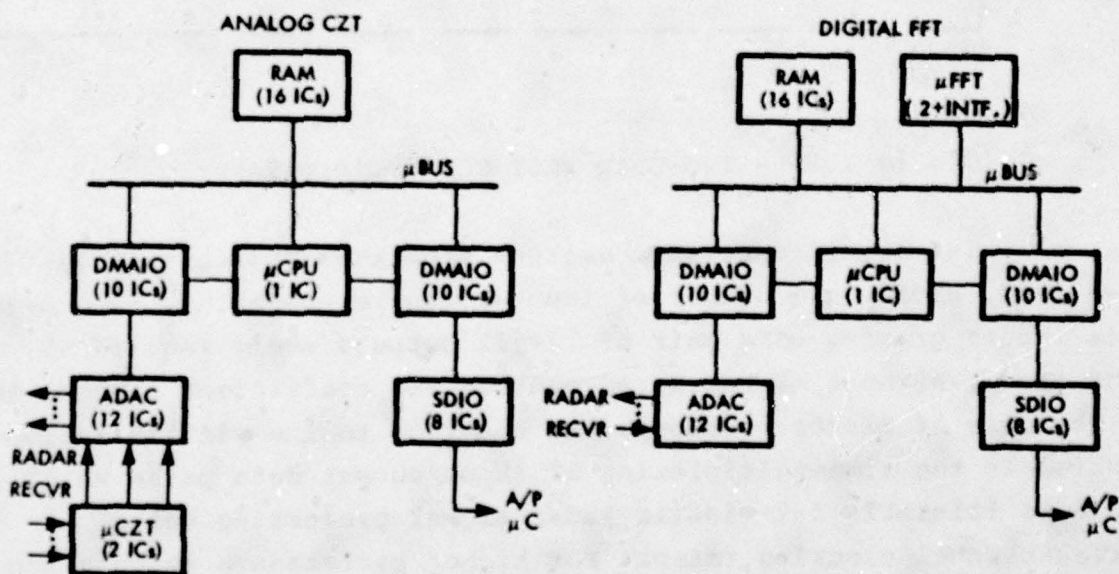 ANALOG CZT
RAM
(16 ICs)
μBUS
DMAIO
(10 ICs)
μCPU
(1 IC)
DMAIO
(10 ICs)
ADAC
(12 ICs)
SDIO
(8 ICs)
RADAR
RECVR
μCZT
(2 ICs)
A/P
μC
DIGITAL FFT
RAM
(16 ICs)
μFFT
( 2+INTF.)
μBUS
DMAIO
(10 ICs)
μCPU
(1 IC)
DMAIO
(10 ICs)
RADAR
RECVR
ADAC
(12 ICs)
SDIO
(8 ICs)
A/P
μC